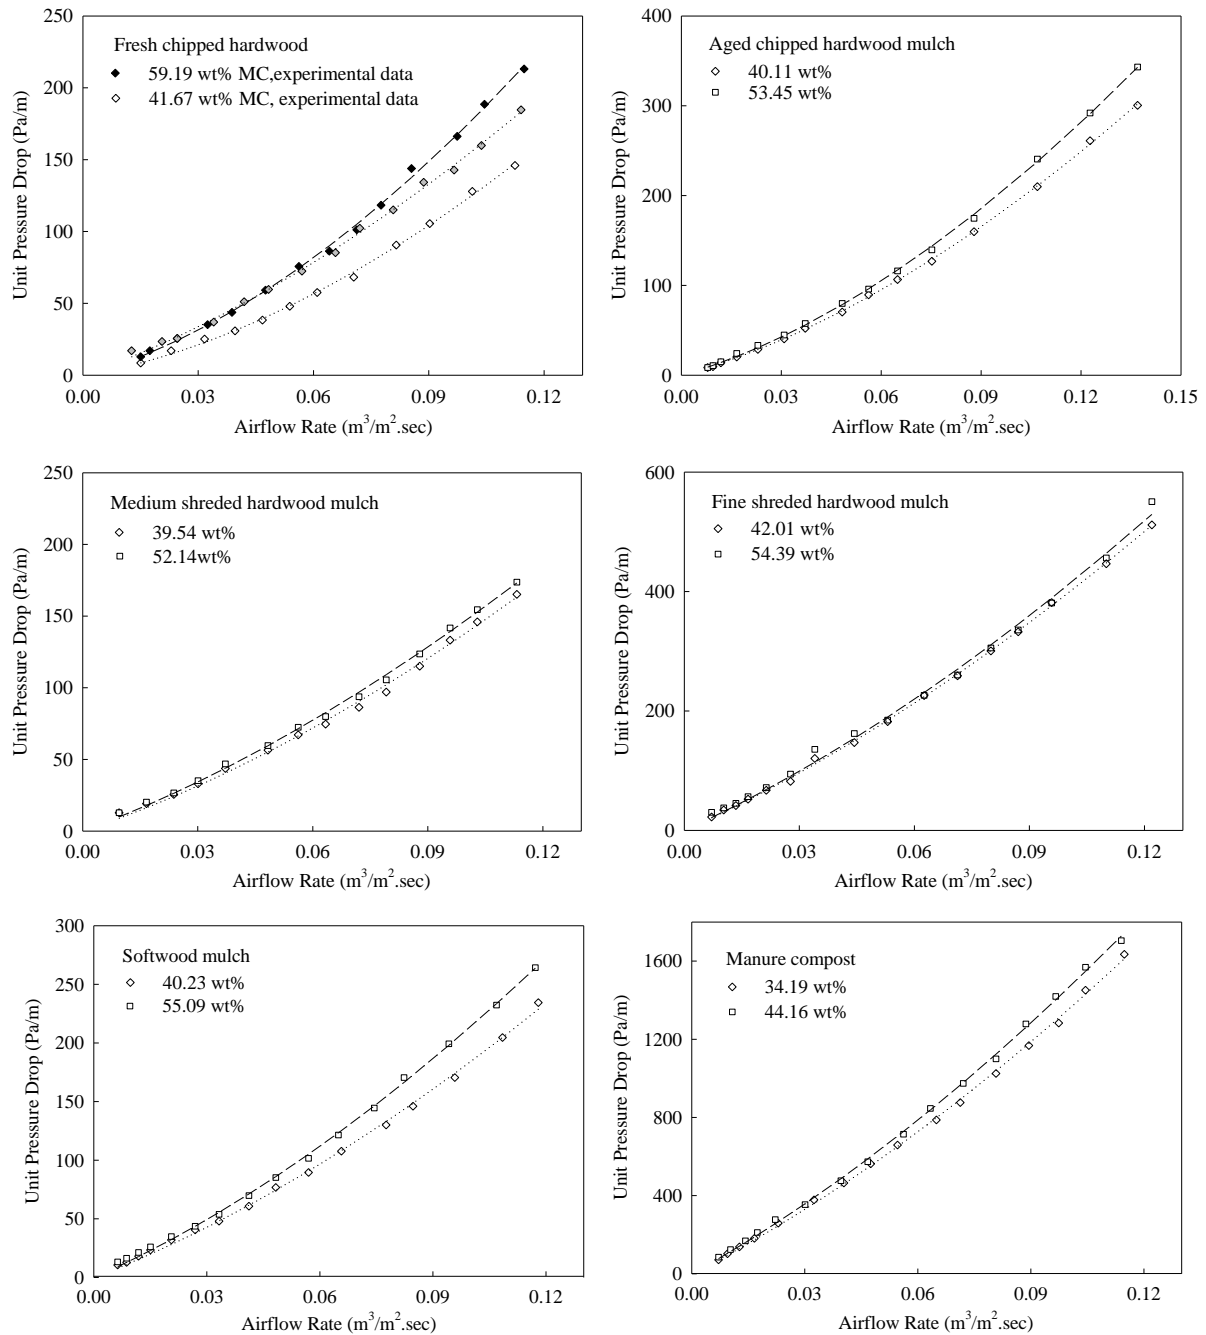 Fresh chipped hardwood
59.19 wt% MC,experimental data
41.67 wt% MC, experimental data
Unit Pressure Drop (Pa/m)
250
200
150
100
50
0
0.00 0.03 0.06 0.09 0.12
Airflow Rate (m³/m².sec)
Aged chipped hardwood mulch
40.11 wt%
53.45 wt%
Unit Pressure Drop (Pa/m)
400
300
200
100
0
0.00 0.03 0.06 0.09 0.12 0.15
Airflow Rate (m³/m².sec)
Medium shreded hardwood mulch
39.54 wt%
52.14wt%
Unit Pressure Drop (Pa/m)
250
200
150
100
50
0
0.00 0.03 0.06 0.09 0.12
Airflow Rate (m³/m².sec)
Fine shreded hardwood mulch
42.01 wt%
54.39 wt%
Unit Pressure Drop (Pa/m)
600
400
200
0
0.00 0.03 0.06 0.09 0.12
Airflow Rate (m³/m².sec)
Softwood mulch
40.23 wt%
55.09 wt%
Unit Pressure Drop (Pa/m)
300
250
200
150
100
50
0
0.00 0.03 0.06 0.09 0.12
Airflow Rate (m³/m².sec)
Manure compost
34.19 wt%
44.16 wt%
Unit Pressure Drop (Pa/m)
1600
1200
800
400
0
0.00 0.03 0.06 0.09 0.12
Airflow Rate (m³/m².sec)